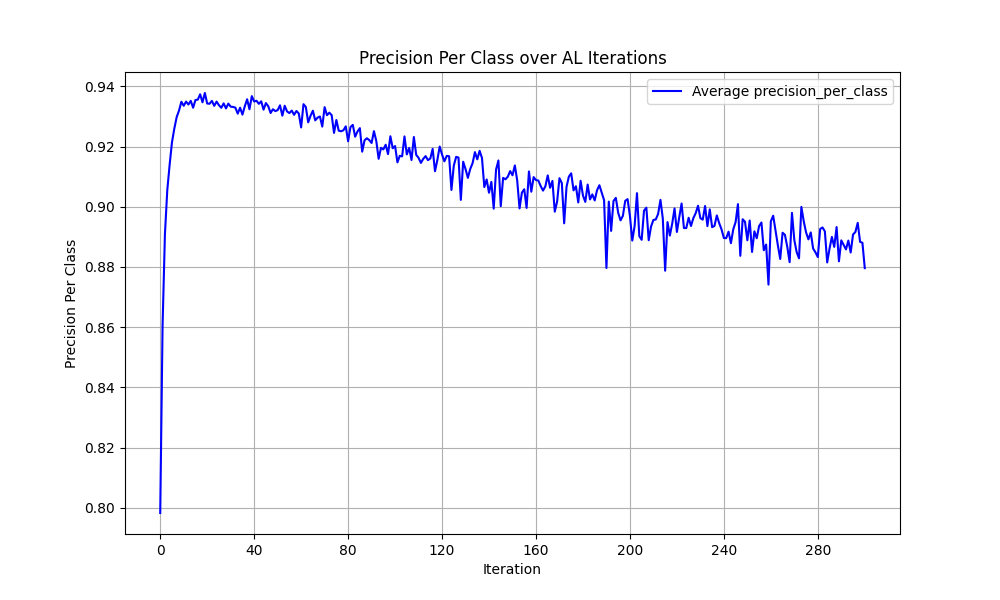 Precision Per Class over AL Iterations
Average precision_per_class
0.94
0.92
0.90
0.88
0.86
0.84
0.82
0.80
Precision Per Class
0 40 80 120 160 200 240 280
Iteration